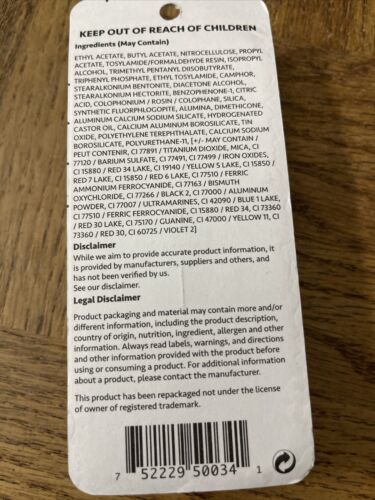 KEEP OUT OF REACH OF CHILDREN
Ingredients (May Contain)
ETHYL ACETATE, BUTYL ACETATE, NITROCELLULOSE, PROPYL
ACETATE, TOSYLAMIDE/FORMALDEHYDE RESIN, ISOPROPYL
ALCOHOL, TRIMETHYL PENTANYL DIISOBUTYRATE,
TRIPHENYL PHOSPHATE, ETHYL TOSYLAMIDE, CAMPHOR,
STEARALKONIUM BENTONITE, DIACETONE ALCOHOL,
STEARALKONIUM HECTORITE, BENZOPHENONE-1, CITRIC
ACID, COLOPHONIUM / ROSIN / COLOPHANE, SILICA,
SYNTHETIC FLUORPHLOGOPITE, ALUMINA, DIMETHICONE,
ALUMINUM CALCIUM SODIUM SILICATE, HYDROGENATED
CASTOR OIL, CALCIUM ALUMINUM BOROSILICATE, TIN
OXIDE, POLYETHYLENE TEREPHTHALATE, CALCIUM SODIUM
BOROSILICATE, POLYURETHANE-11, [+/- MAY CONTAIN /
PEUT CONTENIR, CI 77891 / TITANIUM DIOXIDE, MICA, CI
77120 / BARIUM SULFATE, CI 77491, CI 77499 / IRON OXIDES,
CI 15880 / RED 34 LAKE, CI 19140 / YELLOW 5 LAKE, CI 15850 /
RED 7 LAKE, CI 15850 / RED 6 LAKE, CI 77510 / FERRIC
AMMONIUM FERROCYANIDE, CI 77163 / BISMUTH
OXYCHLORIDE, CI 77266 / BLACK 2, CI 77000 / ALUMINUM
POWDER, CI 77007 / ULTRAMARINES, CI 42090 / BLUE 1 LAKE,
CI 77510 / FERRIC FERROCYANIDE, CI 15880 / RED 34, CI 73360
/ RED 30 LAKE, CI 75170 / GUANINE, CI 47000 / YELLOW 11, CI
73360 / RED 30, CI 60725 / VIOLET 2]
Disclaimer
While we aim to provide accurate product information, it
is provided by manufacturers, suppliers and others, and
has not been verified by us.
See our disclaimer.
Legal Disclaimer
Product packaging and material may contain more and/or
different information, including the product description,
country of origin, nutrition, ingredient, allergen and other
information. Always read labels, warnings, and directions
and other information provided with the product before
using or consuming a product. For additional information
about a product, please contact the manufacturer.
This product has been repackaged not under the license
of owner of registered trademark.
7 52229 50034 1